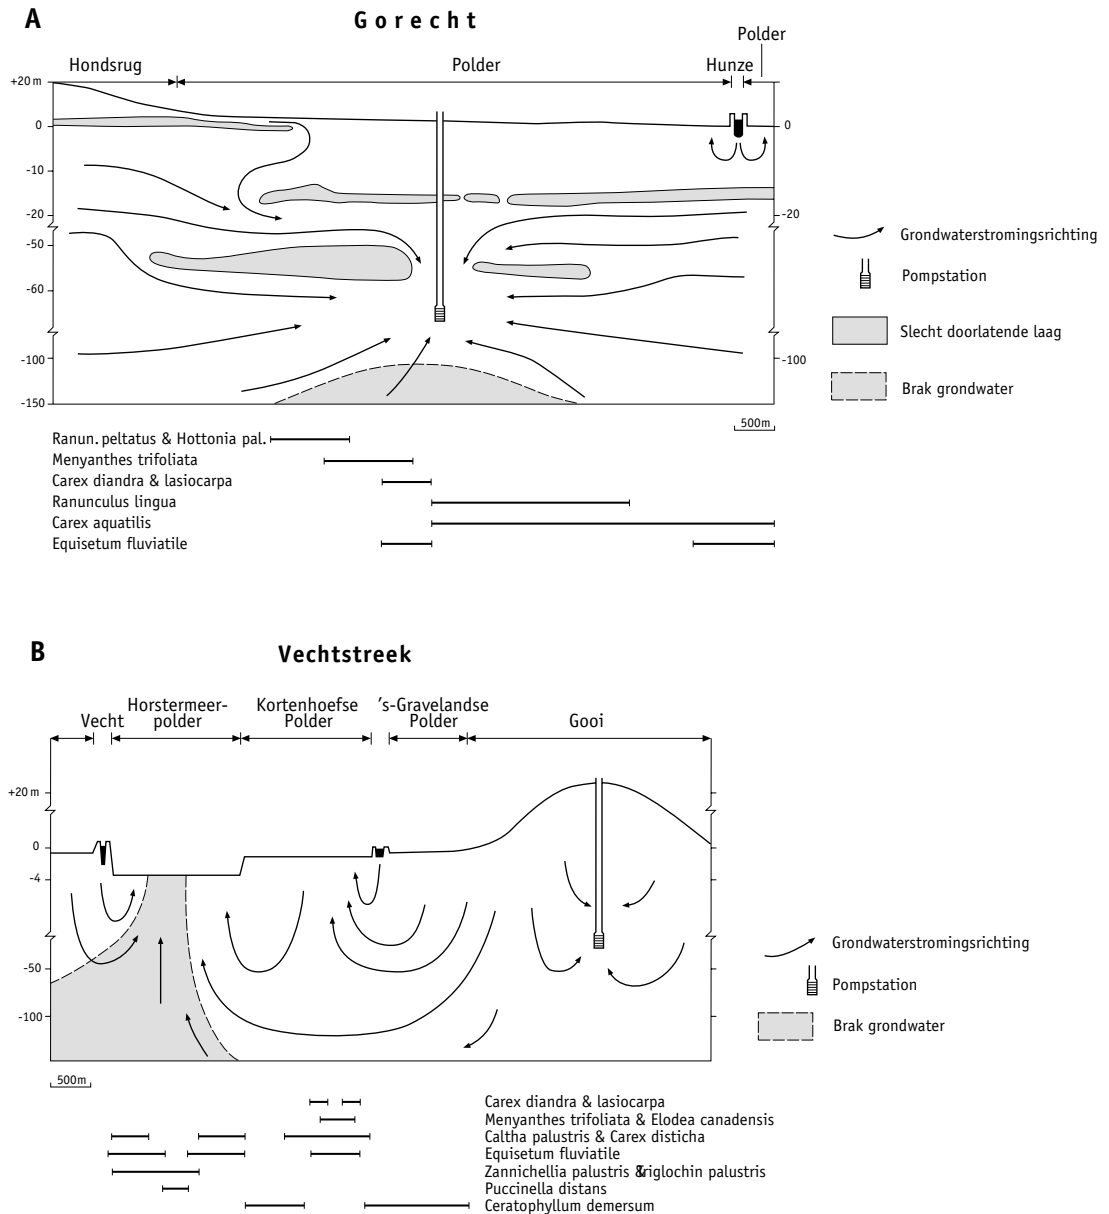 A
Gorecht
Polder
Hondsrug
Polder
Hunze
+20 m
0
0
-10
-20
-20
-50
-60
-100
-100
-150
500m
Grondwaterstromingsrichting
Pompstation
Slecht doorlatende laag
Brak grondwater
Ranun. peltatus & Hottonia pal.
Menyanthes trifoliata
Carex diandra & lasiocarpa
Ranunculus lingua
Carex aquatilis
Equisetum fluviatile
B
Vechtstreek
Vecht
Horstermeer-
polder
Kortenhoefse
Polder
's-Gravelandse
Polder
Gooi
+20 m
0
-4
-50
-100
500m
Grondwaterstromingsrichting
Pompstation
Brak grondwater
Carex diandra & lasiocarpa
Menyanthes trifoliata & Elodea canadensis
Caltha palustris & Carex disticha
Equisetum fluviatile
Zannichellia palustris &Triglochin palustris
Puccinella distans
Ceratophyllum demersum